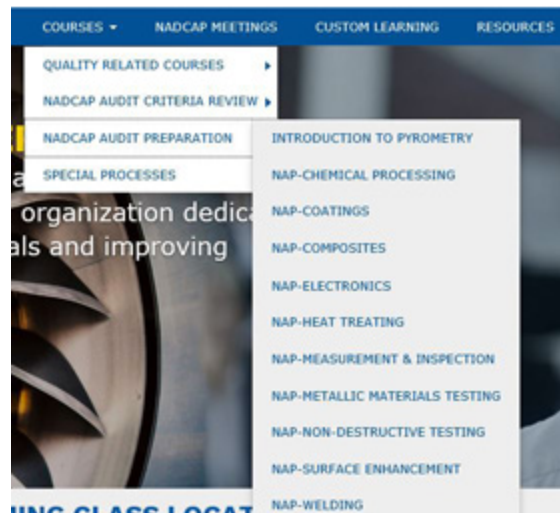 COURSES NADCAP MEETINGS CUSTOM LEARNING RESOURCES
QUALITY RELATED COURSES
NADCAP AUDIT CRITERIA REVIEW
NADCAP AUDIT PREPARATION
SPECIAL PROCESSES
INTRODUCTION TO PYROMETRY
NAP-CHEMICAL PROCESSING
NAP-COATINGS
NAP-COMPOSITES
NAP-ELECTRONICS
NAP-HEAT TREATING
NAP-MEASUREMENT & INSPECTION
NAP-METALLIC MATERIALS TESTING
NAP-NON-DESTRUCTIVE TESTING
NAP-SURFACE ENHANCEMENT
NAP-WELDING
organization
and improving
CLASS